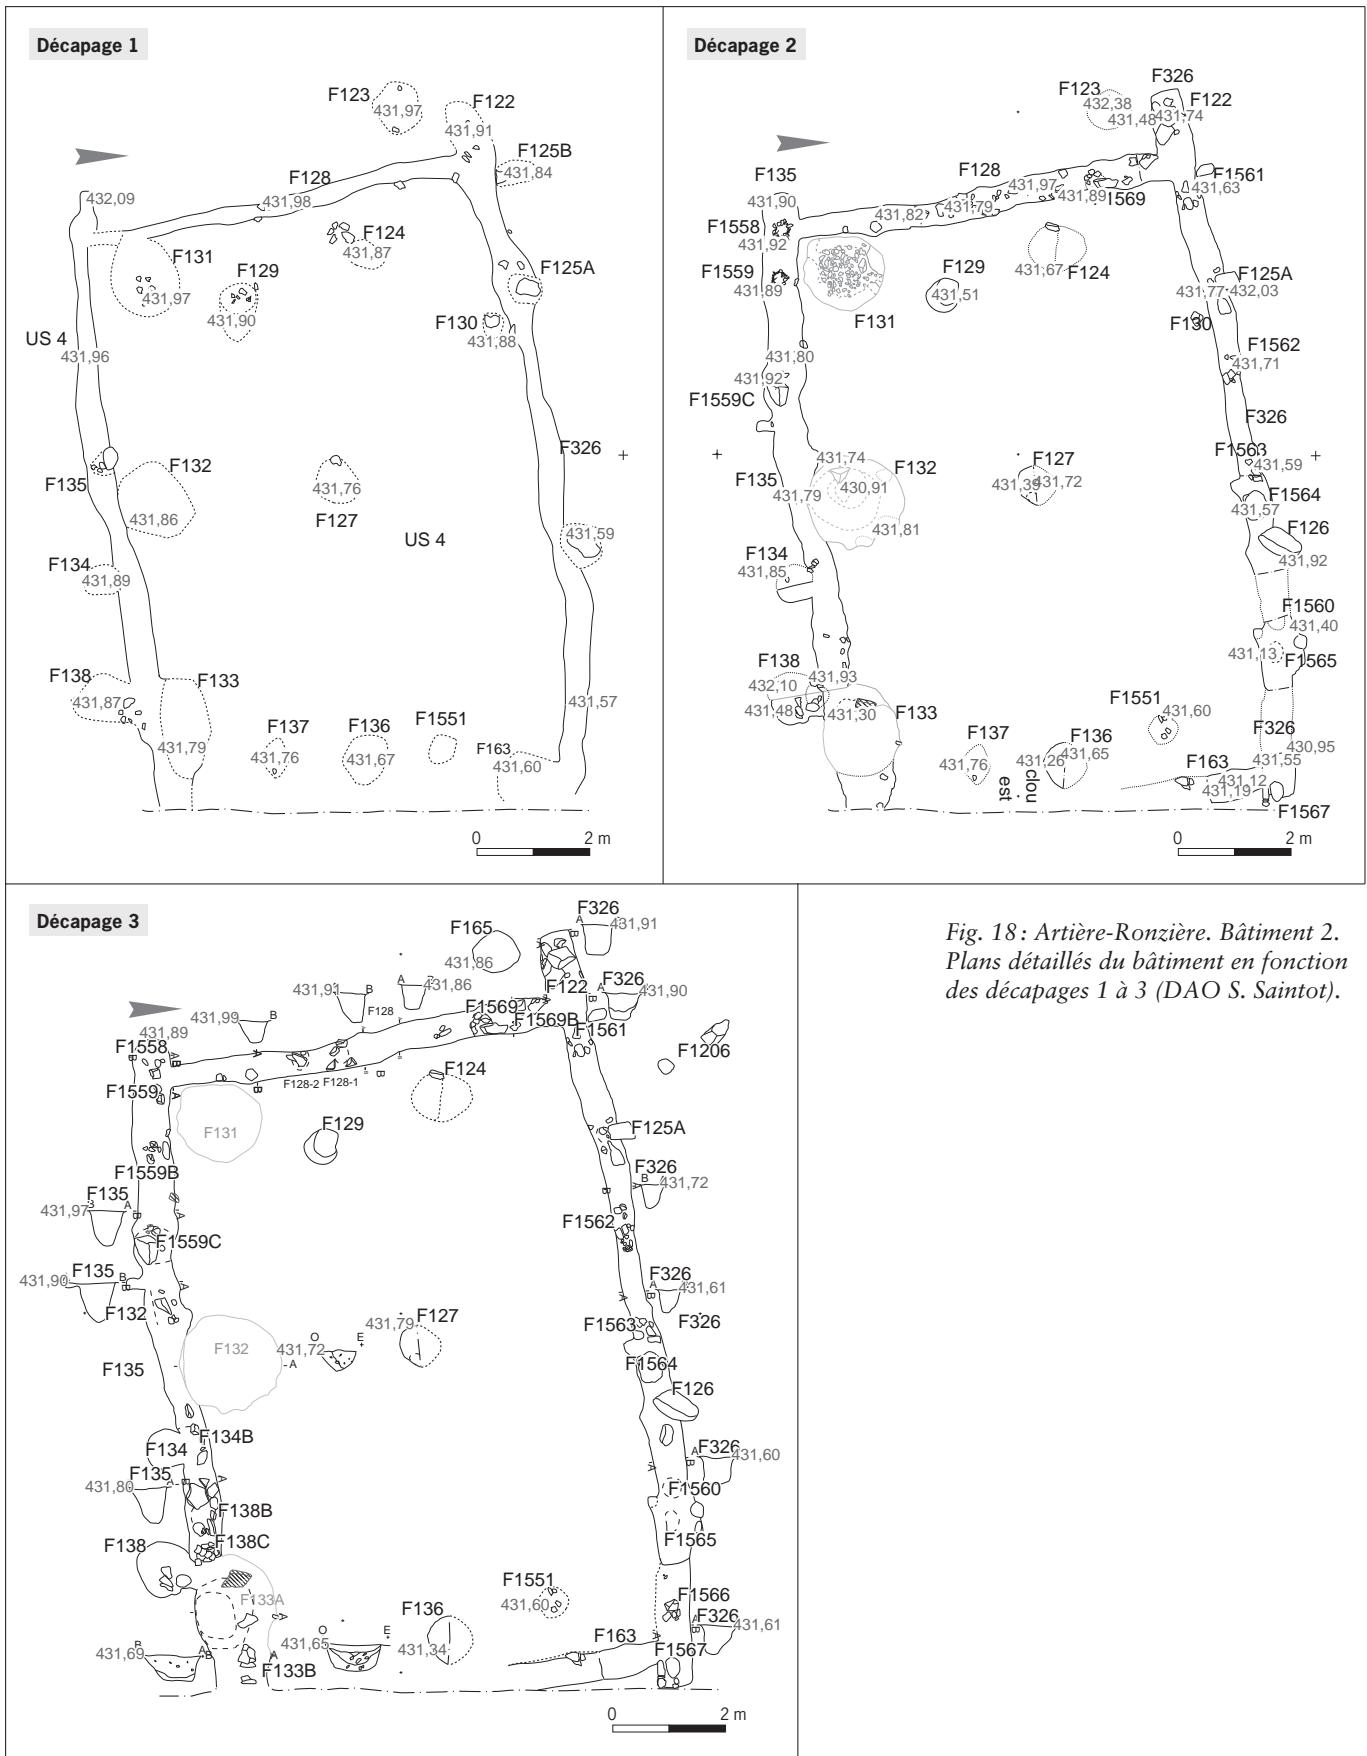 Décapage 1
F123
431,97
F122
431,91
F125B
431,84
F128
431,98
432,09
F124
431,87
F131
431,97
F129
431,90
F125A
F130
431,88
US 4
431,96
F326
F132
431,86
F135
431,76
F127
US 4
431,59
F134
431,89
F138
431,87
F133
431,79
F137
431,76
F136
431,67
F1551
F163
431,60
431,57
0 2 m
Décapage 2
F326
F123
432,38
F122
431,48
431,74
F135
431,90
F128
431,97
431,89
1569
F1561
431,63
431,82
431,79
F1558
431,92
F1559
431,89
F129
431,51
431,67
F124
F125A
431,77
432,03
F131
F130
F1562
431,71
431,80
431,92
F1559C
F326
F1563
431,59
431,74
F132
F127
F135
431,79
430,91
431,39
431,72
F1564
431,57
431,81
F126
431,92
F134
431,85
F1560
431,40
431,13
F1565
F138
432,10
431,93
431,48
431,30
F133
F1551
431,60
F137
431,76
F136
431,26
431,65
clou
est
F326
430,95
431,55
F163
431,12
431,19
F1567
0 2 m
Décapage 3
F326
431,91
A
B
F165
431,86
F122
F326
431,90
A
B
431,91
A
B
F128
A
431,86
F1569
F1569B
F1561
431,99
B
A
431,89
F1558
F1206
F128-2
F128-1
F124
F1559
F131
F129
F125A
F1559B
F326
431,72
B
A
F135
431,97
B
A
F1562
F1559C
F135
431,90
B
F326
431,61
A
B
F132
F127
431,79
F1563
F326
F132
O
E
431,72
A
F135
F1564
F126
F134B
F134
F135
431,80
A
F326
431,60
A
B
F1560
F138B
F138C
F1565
F138
F1551
431,60
F133A
F1566
F326
431,61
A
B
F136
431,34
O
E
431,65
F163
F1567
B
A
431,69
F133B
0 2 m
Fig. 18 : Artière-Ronzière. Bâtiment 2.
Plans détaillés du bâtiment en fonction
des décapages 1 à 3 (DAO S. Saintot).